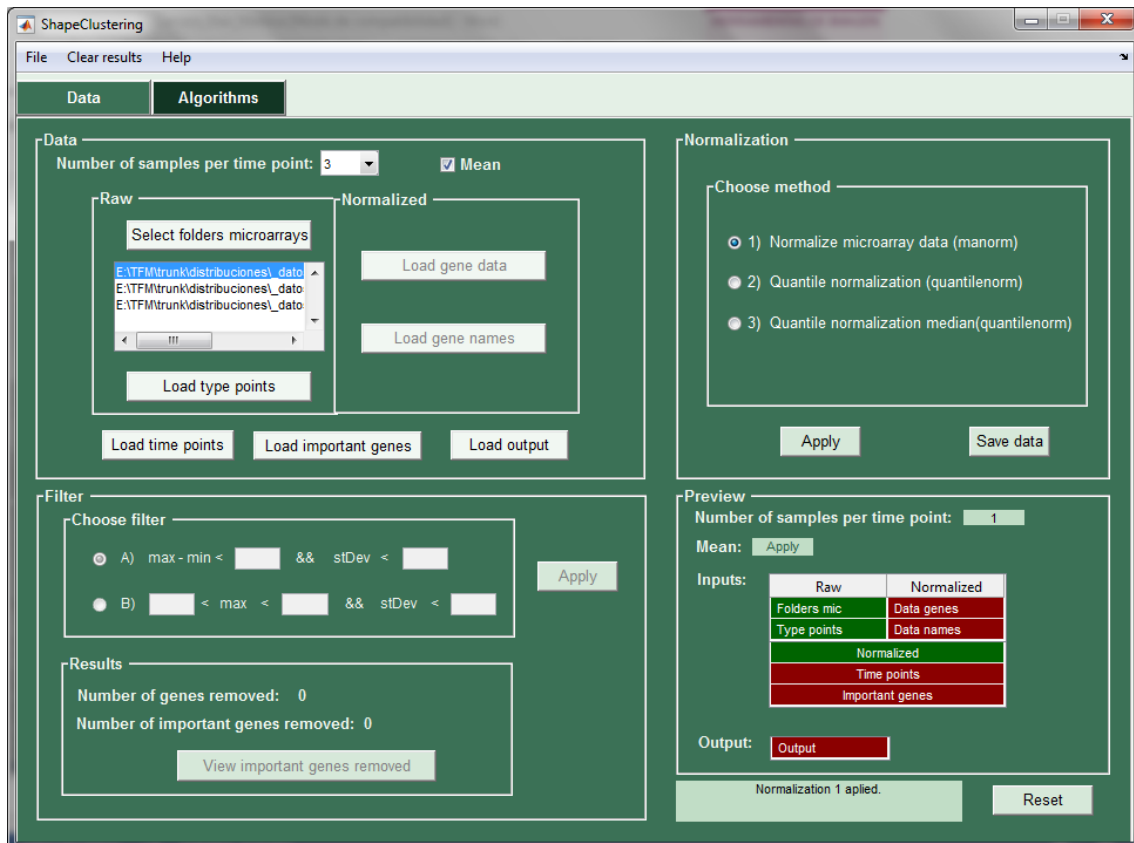 ShapeClustering
File Clear results Help
Data Algorithms
Data
Number of samples per time point: 3 Mean
Raw
Select folders microarrays
E:\TFM\trunk\distribuciones\_dato
E:\TFM\trunk\distribuciones\_dato
E:\TFM\trunk\distribuciones\_dato
Load type points
Normalized
Load gene data
Load gene names
Load time points Load important genes Load output
Normalization
Choose method
1) Normalize microarray data (manorm)
2) Quantile normalization (quantilenorm)
3) Quantile normalization median(quantilenorm)
Apply Save data
Filter
Choose filter
A) max - min < && stDev <
B) < max < && stDev <
Apply
Results
Number of genes removed: 0
Number of important genes removed: 0
View important genes removed
Preview
Number of samples per time point: 1
Mean: Apply
Inputs:
Raw Normalized
Folders mic Data genes
Type points Data names
Normalized
Time points
Important genes
Output: Output
Normalization 1 aplied.
Reset